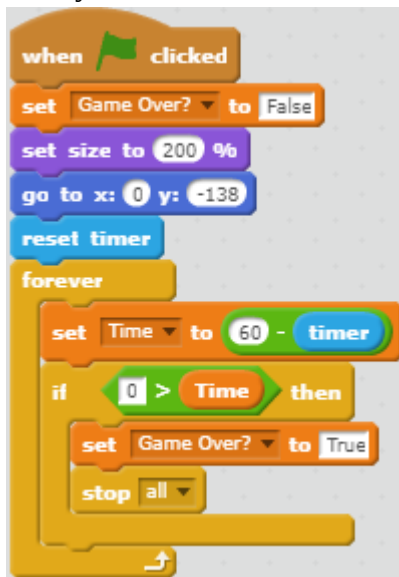 when clicked
set Game Over? to False
set size to 200 %
go to x: 0 y: -138
reset timer
forever
set Time to 60 - timer
if 0 > Time then
set Game Over? to True
stop all